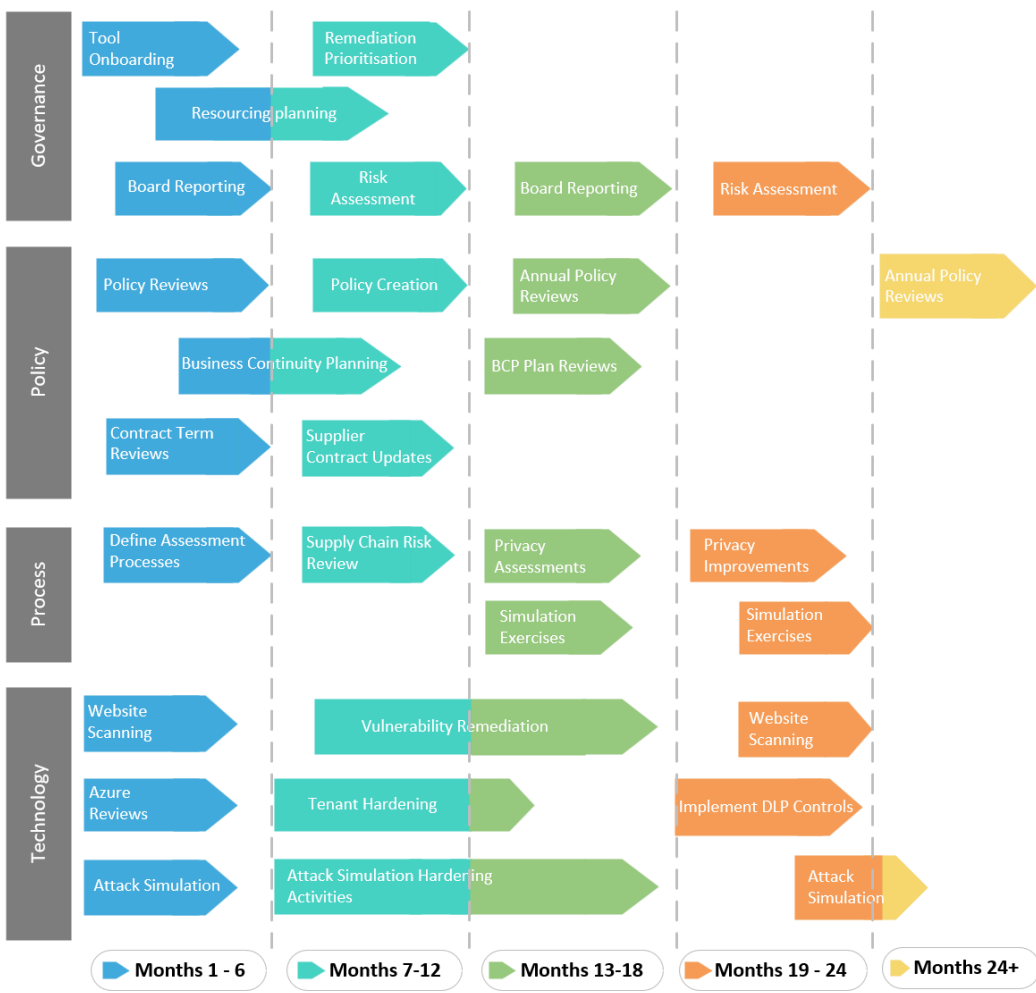 Governance
Tool
Onboarding
Remediation
Prioritisation
Resourcing planning
Board Reporting
Risk
Assessment
Board Reporting
Risk Assessment
Policy
Policy Reviews
Policy Creation
Annual Policy
Reviews
Annual Policy
Reviews
Business Continuity Planning
BCP Plan Reviews
Contract Term
Reviews
Supplier
Contract Updates
Process
Define Assessment
Processes
Supply Chain Risk
Review
Privacy
Assessments
Privacy
Improvements
Simulation
Exercises
Simulation
Exercises
Technology
Website
Scanning
Vulnerability Remediation
Website
Scanning
Azure
Reviews
Tenant Hardening
Implement DLP Controls
Attack Simulation
Attack Simulation Hardening
Activities
Attack
Simulation
Months 1 - 6
Months 7-12
Months 13-18
Months 19 - 24
Months 24+